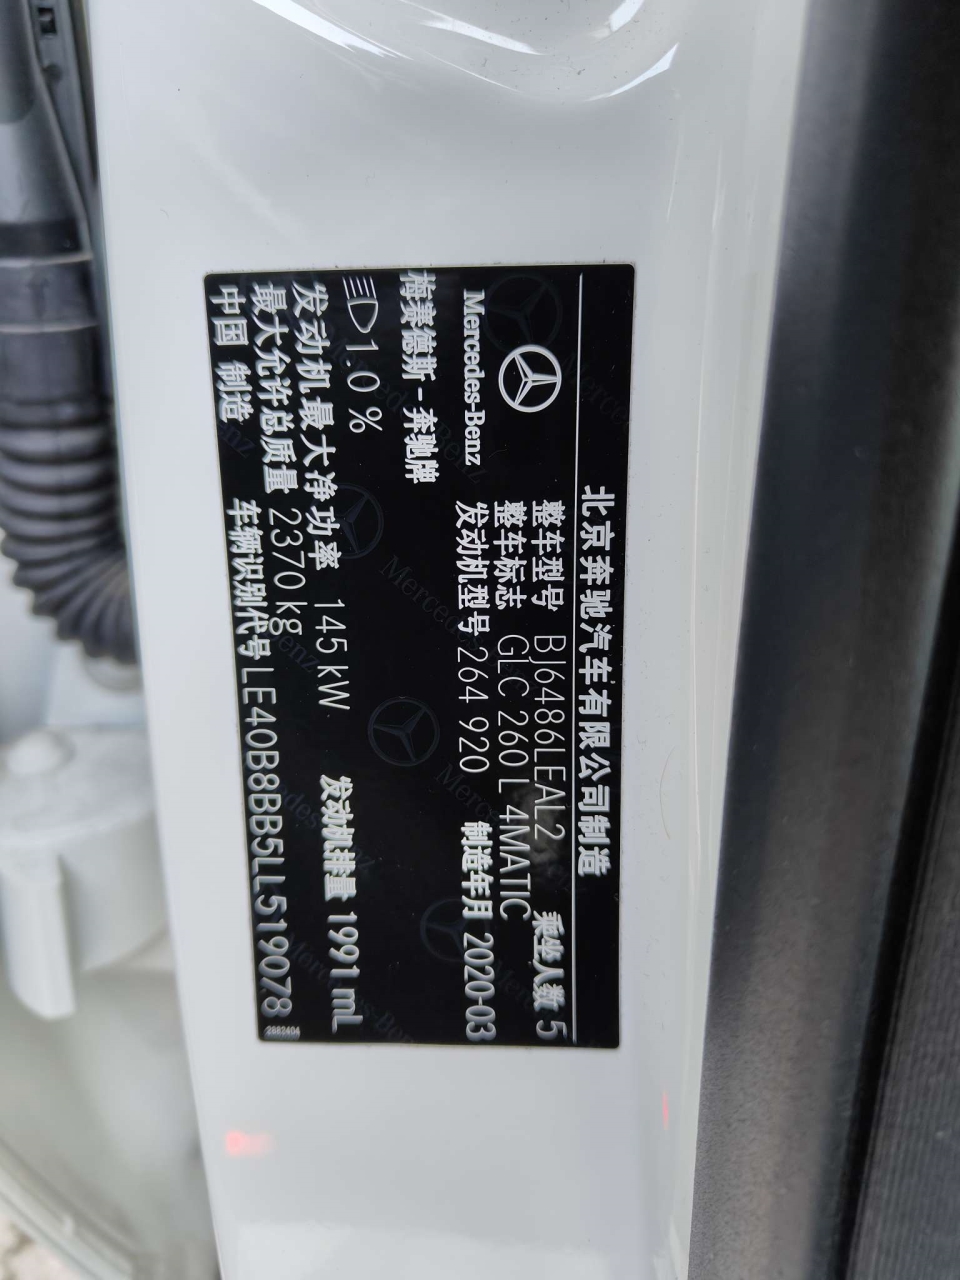 北京奔驰汽车有限公司制造
整车型号 BJ6486LEAL2 乘坐人数 5
整车标志 GLC 260 L 4MATIC
Mercedes-Benz 发动机型号 264 920 制造年月 2020-03
梅赛德斯-奔驰牌
1.0 %
发动机最大净功率 145 kW 发动机排量 1991 mL
最大允许总质量 2370 kg
中国 制造 车辆识别代号 LE40B8BB5LL519078
2682404